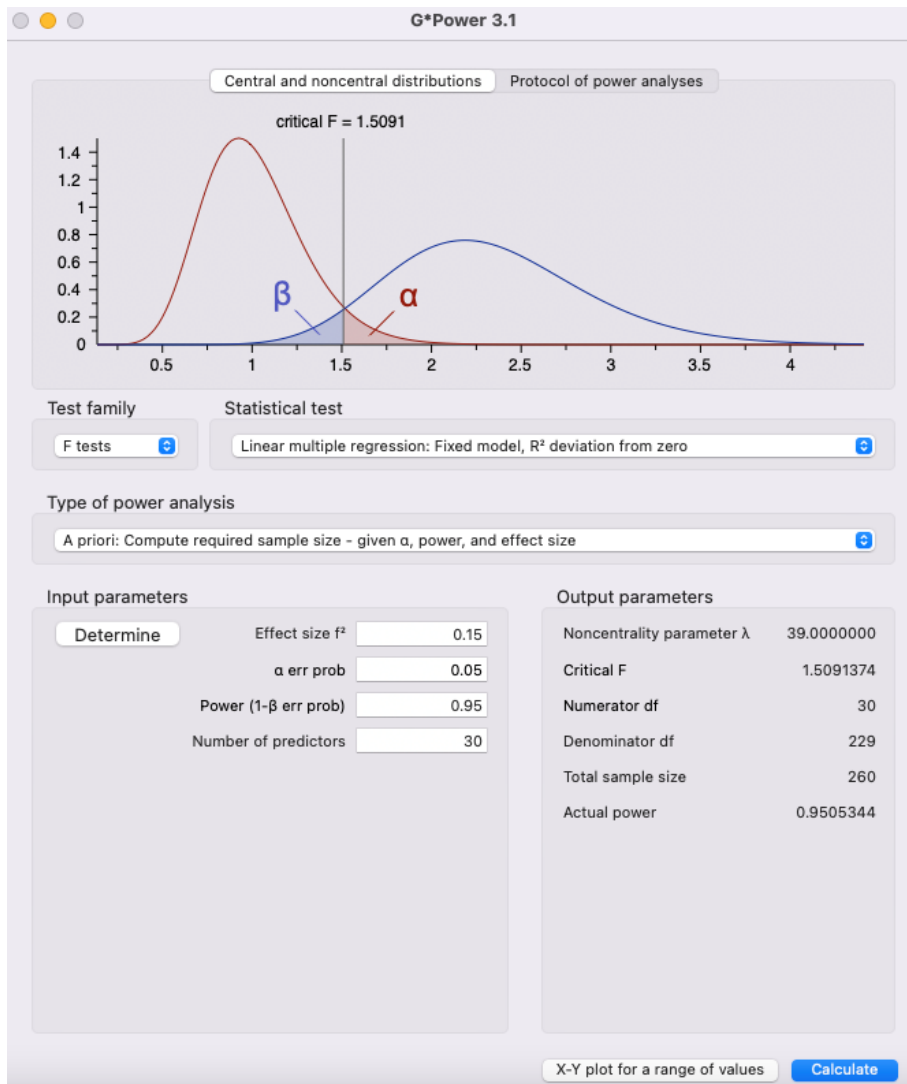 G*Power 3.1
Central and noncentral distributions Protocol of power analyses
critical F = 1.5091
1.4
1.2
1
0.8
0.6
0.4
0.2
0
β α
0.5 1 1.5 2 2.5 3 3.5 4
Test family Statistical test
F tests Linear multiple regression: Fixed model, R² deviation from zero
Type of power analysis
A priori: Compute required sample size - given α, power, and effect size
Input parameters Output parameters
Determine Effect size f² 0.15 Noncentrality parameter λ 39.0000000
α err prob 0.05 Critical F 1.5091374
Power (1-β err prob) 0.95 Numerator df 30
Number of predictors 30 Denominator df 229
Total sample size 260
Actual power 0.9505344
X-Y plot for a range of values Calculate